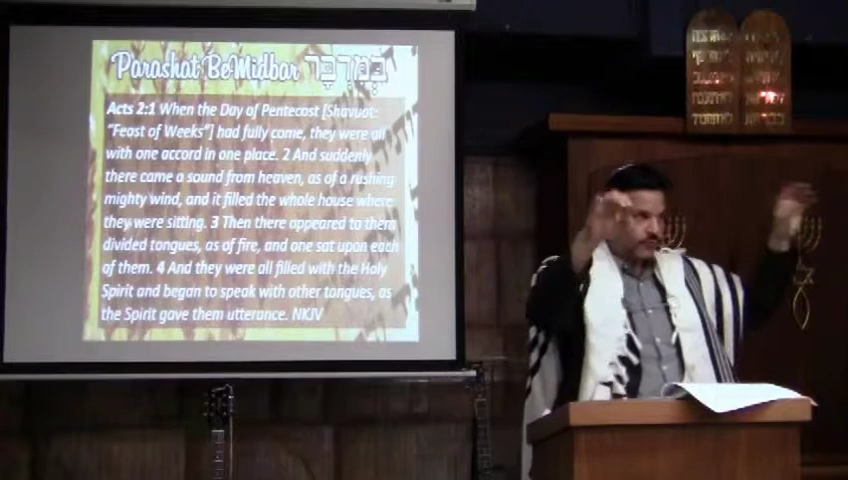 Parashat BeMidbar בְּמִדְבָּר
Acts 2:1 When the Day of Pentecost [Shavuot:
"Feast of Weeks"] had fully come, they were all
with one accord in one place. 2 And suddenly
there came a sound from heaven, as of a rushing
mighty wind, and it filled the whole house where
they were sitting. 3 Then there appeared to them
divided tongues, as of fire, and one sat upon each
of them. 4 And they were all filled with the Holy
Spirit and began to speak with other tongues, as
the Spirit gave them utterance. NKJV